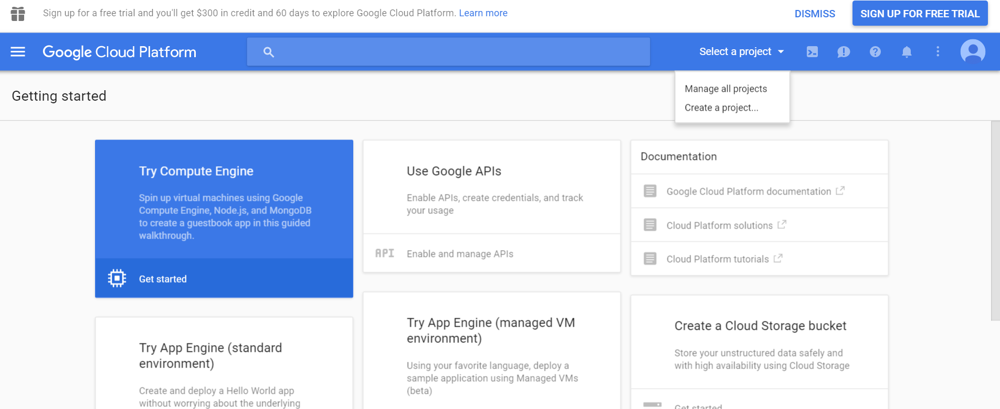 Sign up for a free trial and you'll get $300 in credit and 60 days to explore Google Cloud Platform. Learn more
DISMISS
SIGN UP FOR FREE TRIAL
Google Cloud Platform
Select a project
Manage all projects
Create a project...
Getting started
Try Compute Engine
Spin up virtual machines using Google
Compute Engine, Node.js, and MongoDB
to create a guestbook app in this guided
walkthrough.
Get started
Use Google APIs
Enable APIs, create credentials, and track
your usage
API
Enable and manage APIs
Documentation
Google Cloud Platform documentation
Cloud Platform solutions
Cloud Platform tutorials
Try App Engine (standard
environment)
Create and deploy a Hello World app
without worrying about the underlying
Try App Engine (managed VM
environment)
Using your favorite language, deploy a
sample application using Managed VMs
(beta)
Create a Cloud Storage bucket
Store your unstructured data safely and
with high availability using Cloud Storage
Get started